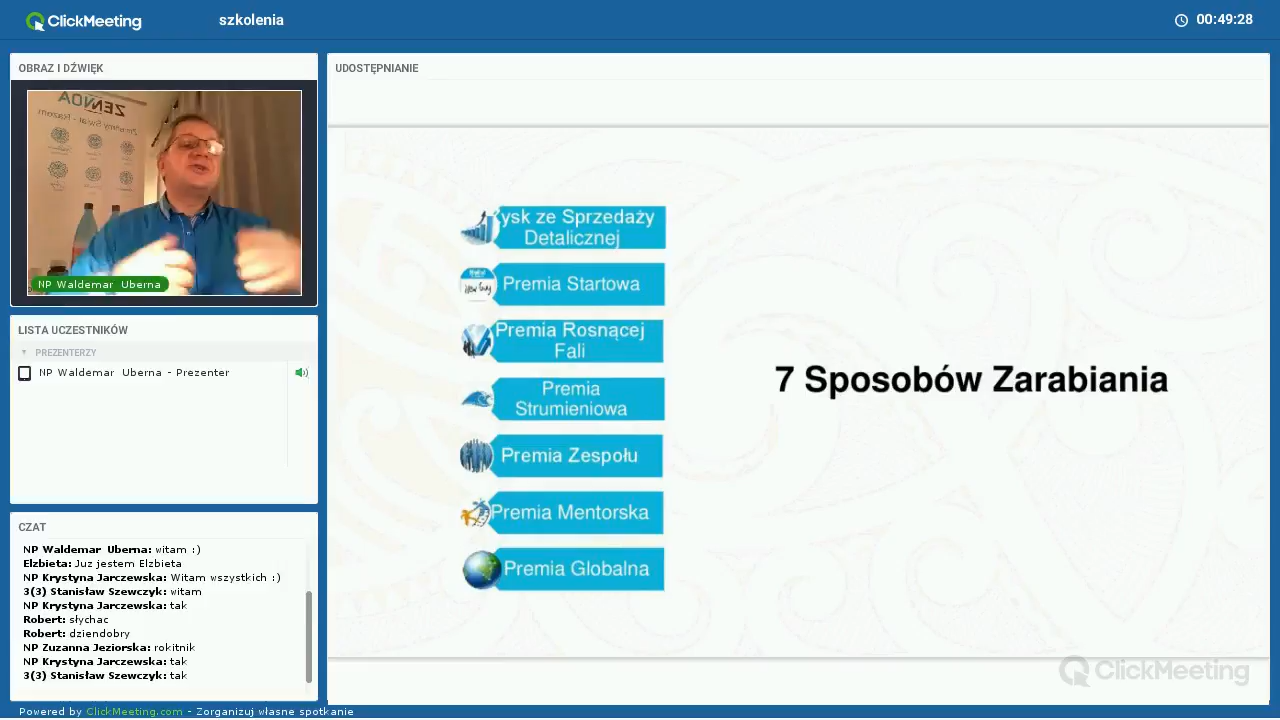 ClickMeeting
szkolenia
00:49:28
OBRAZ I DŹWIĘK
ZENNOA
NP Waldemar Uberna
LISTA UCZESTNIKÓW
PREZENTERZY
NP Waldemar Uberna - Prezenter
CZAT
NP Waldemar Uberna: witam :)
Elzbieta: Juz jestem Elzbieta
NP Krystyna Jarczewska: Witam wszystkich :)
3(3) Stanisław Szewczyk: witam
NP Krystyna Jarczewska: tak
Robert: słychac
Robert: dziendobry
NP Zuzanna Jeziorska: rokitnik
NP Krystyna Jarczewska: tak
3(3) Stanisław Szewczyk: tak
UDOSTĘPNIANIE
ysk ze Sprzedaży
Detalicznej
Premia Startowa
Premia Rosnącej
Fali
Premia
Strumieniowa
Premia Zespołu
Premia Mentorska
Premia Globalna
7 Sposobów Zarabiania
ClickMeeting
Powered by ClickMeeting.com - Zorganizuj własne spotkanie